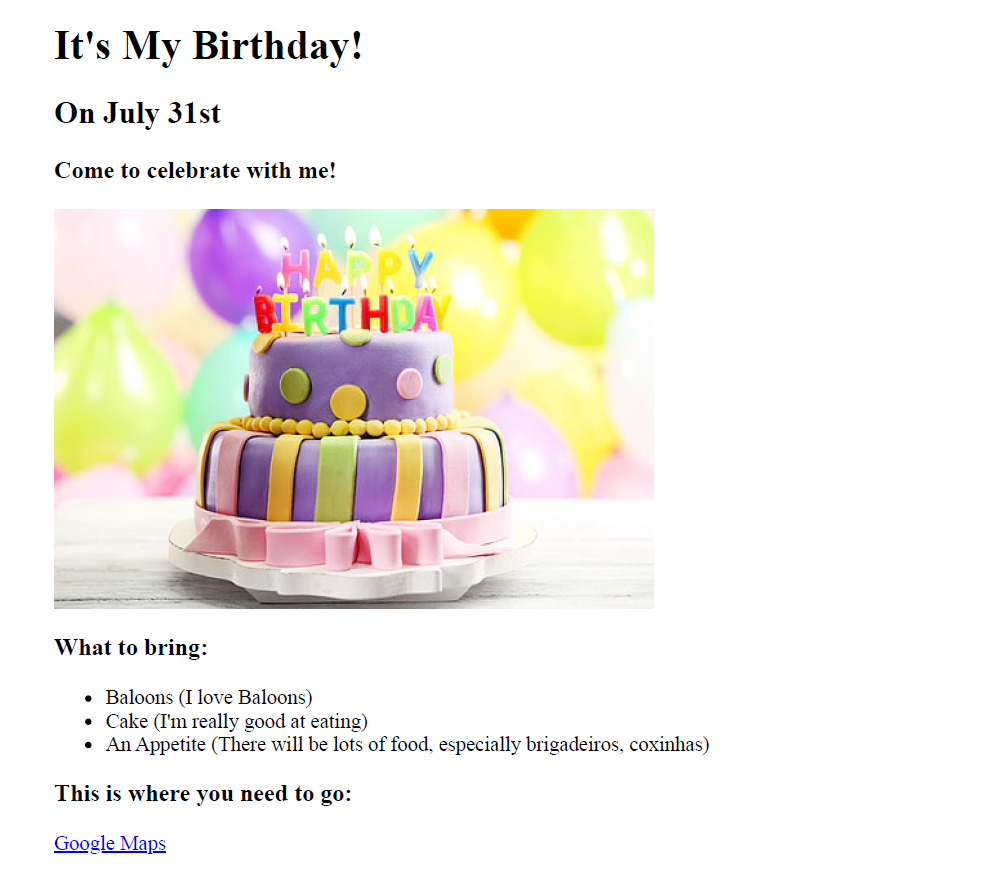 It's My Birthday!
On July 31st
Come to celebrate with me!
HAPPY
BIRTHDAY
What to bring:
Baloons (I love Baloons)
Cake (I'm really good at eating)
An Appetite (There will be lots of food, especially brigadeiros, coxinhas)
This is where you need to go:
Google Maps